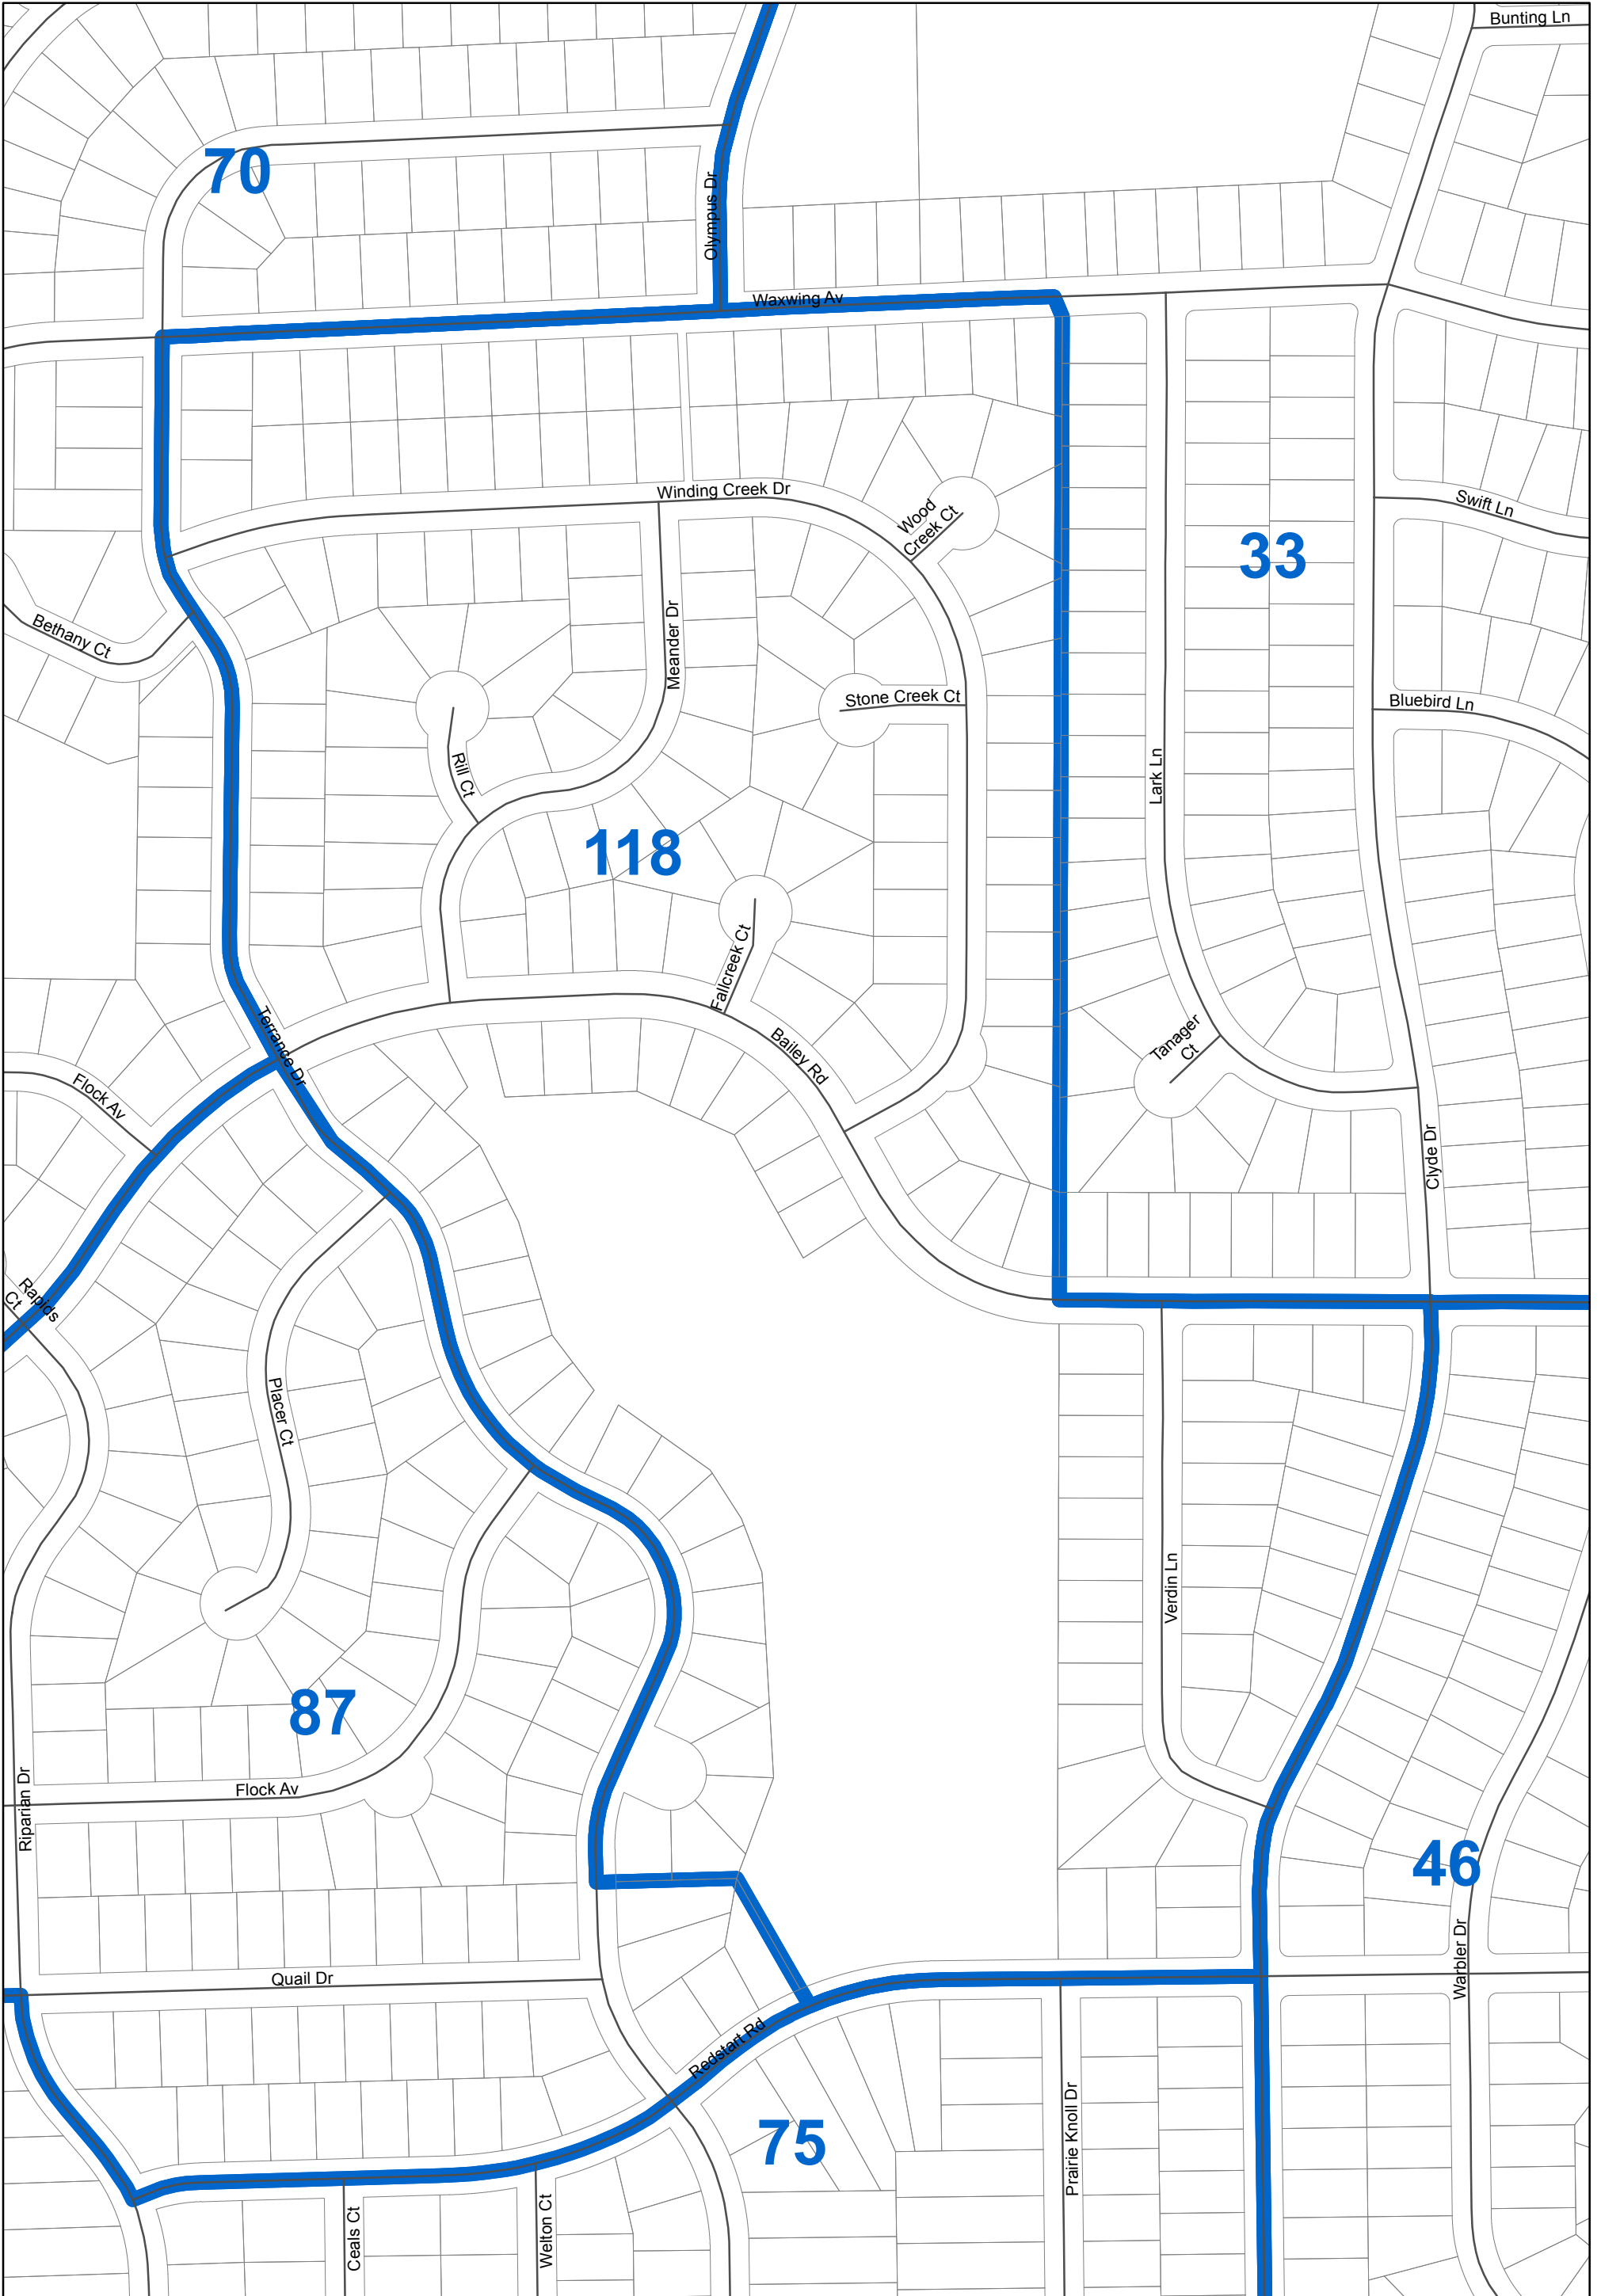 Bunting Ln
70
Olympus Dr
Waxwing Av
Winding Creek Dr
Wood
Creek Ct
Swift Ln
33
Bethany Ct
Meander Dr
Stone Creek Ct
Bluebird Ln
Rill Ct
Lark Ln
118
Fallcreek Ct
Terrance Dr
Bailey Rd
Tanager
Ct
Flock Av
Clyde Dr
Rapids
Ct
Placer Ct
Verdin Ln
87
Flock Av
Riparian Dr
46
Warbler Dr
Quail Dr
Redstart Rd
75
Prairie Knoll Dr
Ceals Ct
Welton Ct